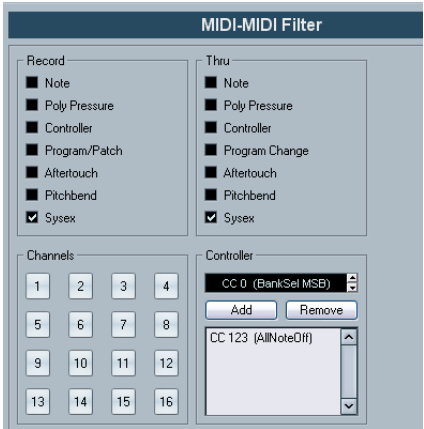 MIDI-MIDI Filter
Record
Note
Poly Pressure
Controller
Program/Patch
Aftertouch
Pitchbend
Sysex
Thru
Note
Poly Pressure
Controller
Program Change
Aftertouch
Pitchbend
Sysex
Channels
1 2 3 4
5 6 7 8
9 10 11 12
13 14 15 16
Controller
CC 0 (BankSel MSB)
Add Remove
CC 123 (AllNoteOff)